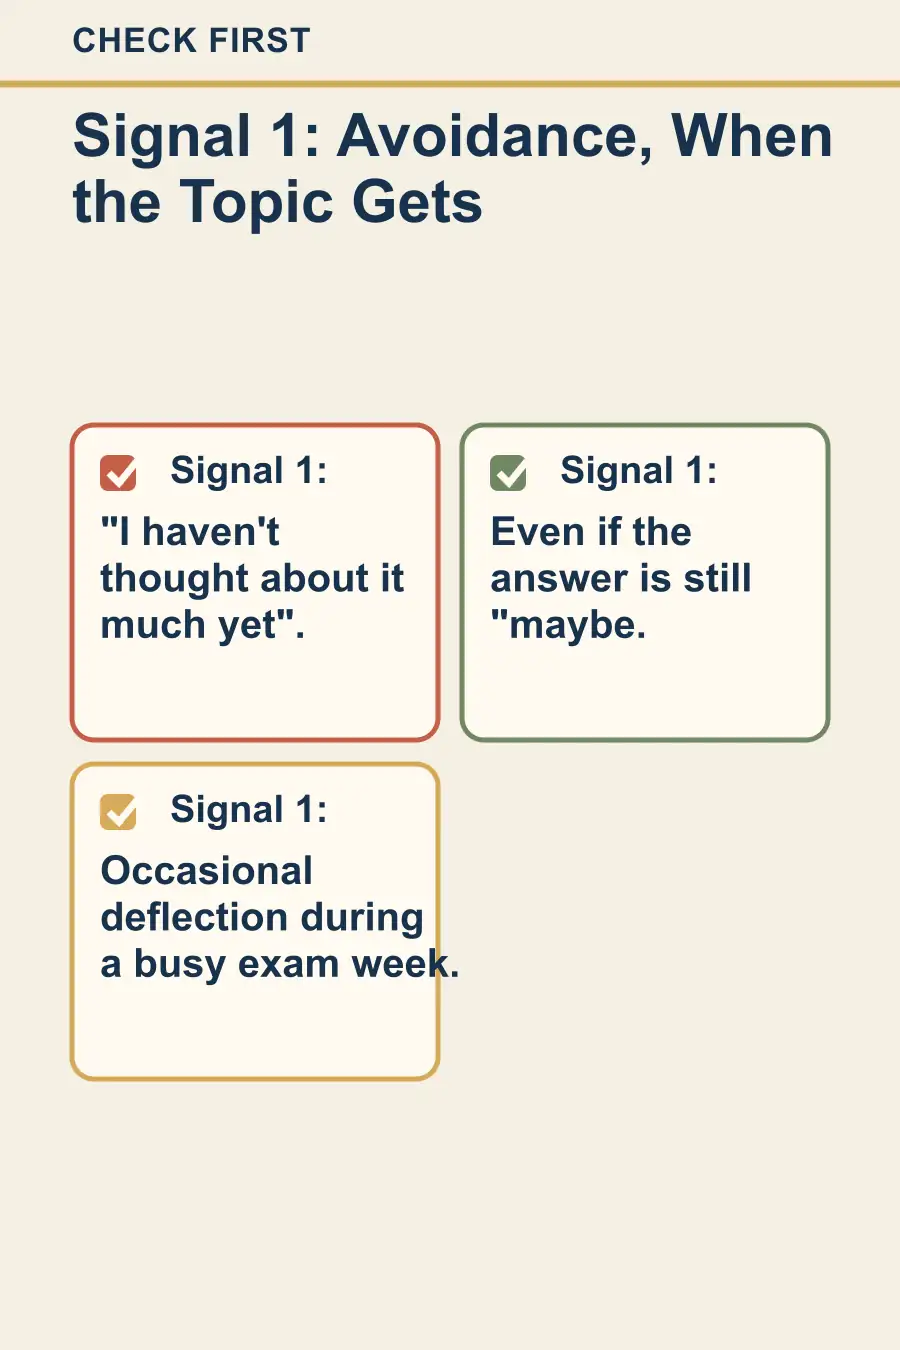 CHECK FIRST
Signal 1: Avoidance, When
the Topic Gets
Signal 1:
"I haven't
thought about it
much yet".
Signal 1:
Even if the
answer is still
"maybe.
Signal 1:
Occasional
deflection during
a busy exam week.